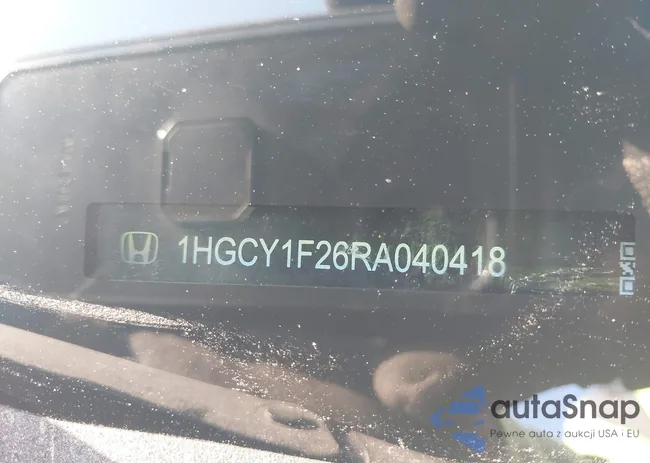 1HGCY1F26RA040418
autaSnap
Pewne auta z aukcji USA i EU